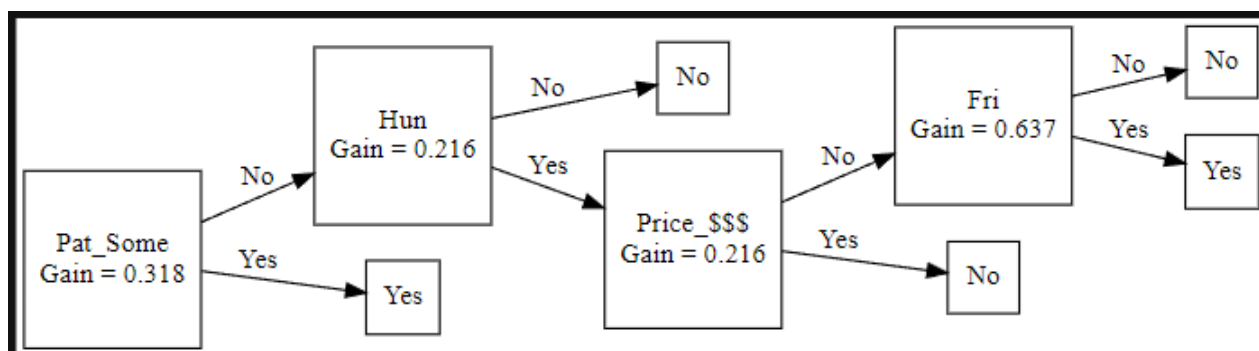 Pat_Some
Gain = 0.318
No
Yes
Hun
Gain = 0.216
Yes
No
Yes
No
Price_$$$
Gain = 0.216
No
Yes
Fri
Gain = 0.637
No
No
Yes
Yes
No